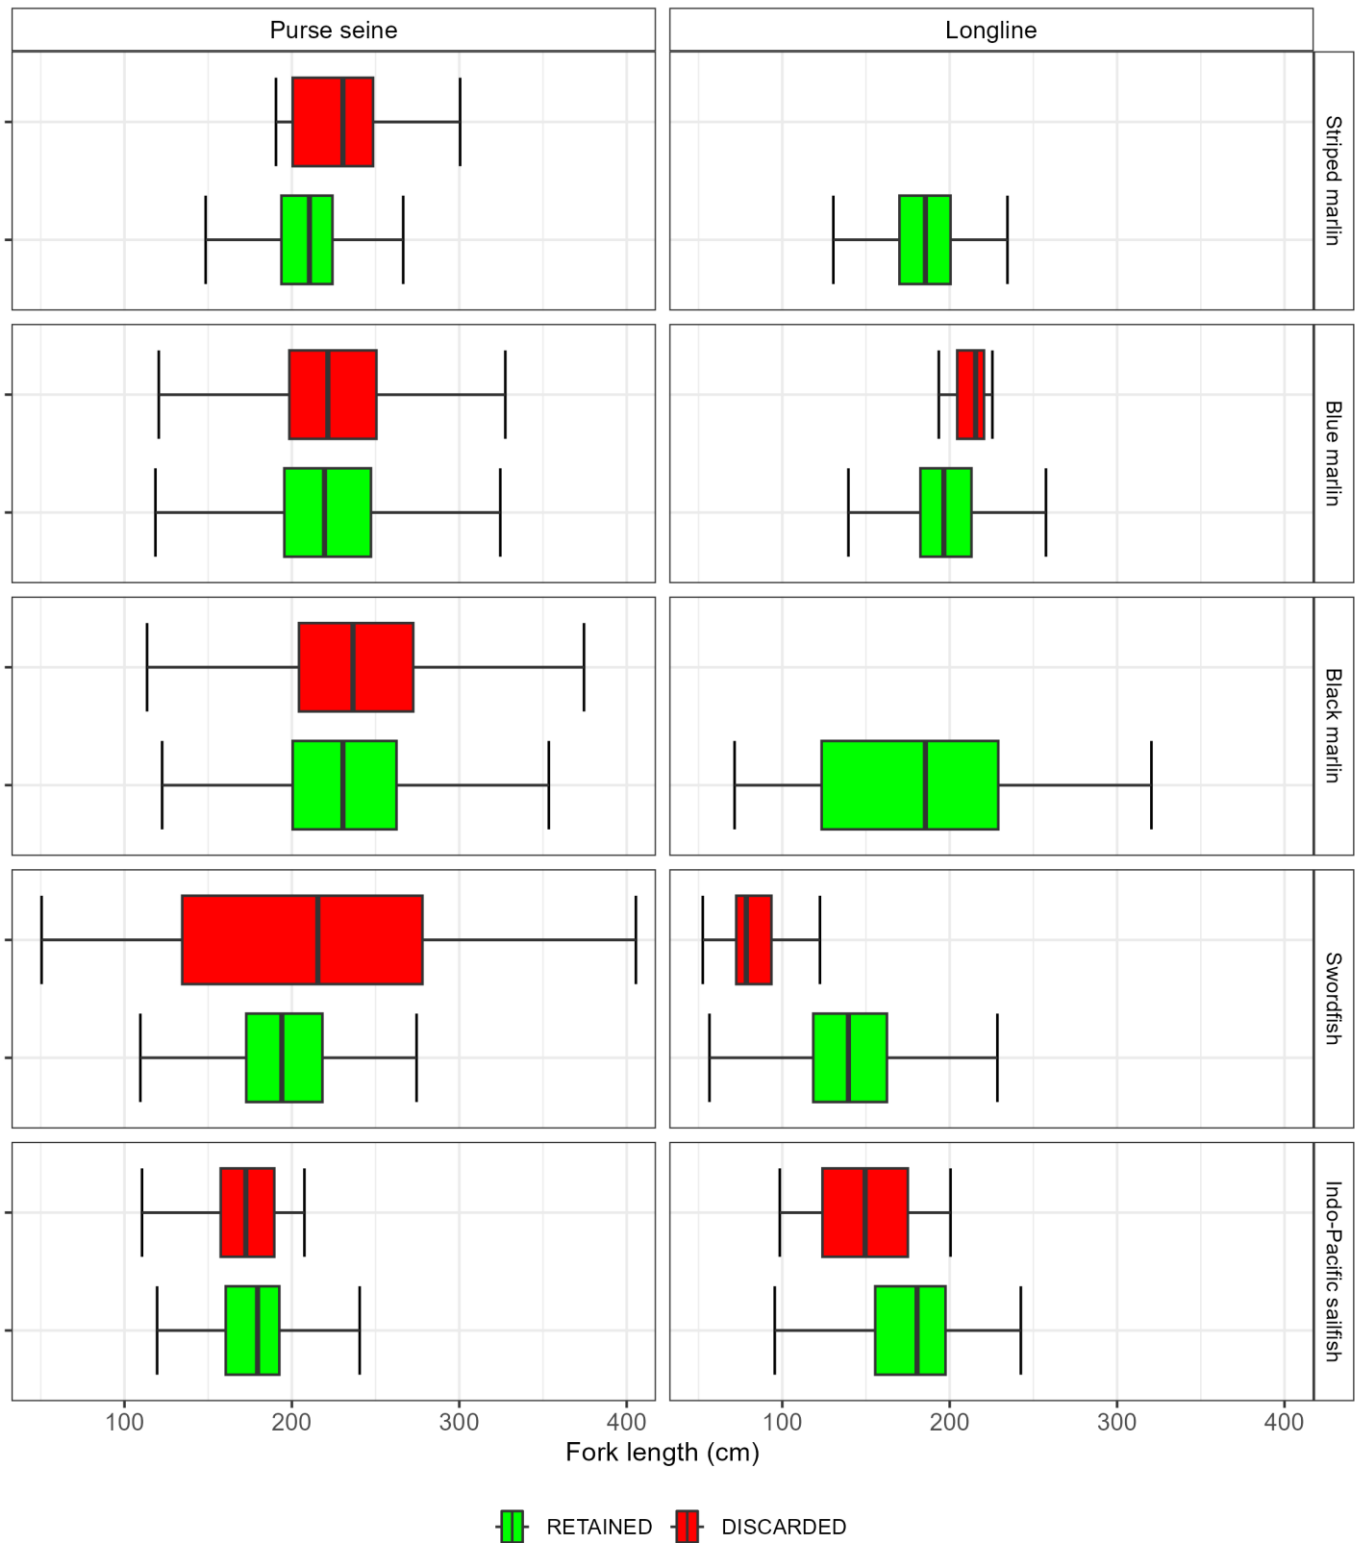 Purse seine
Longline
Striped marlin
Blue marlin
Black marlin
Swordfish
Indo-Pacific sailfish
100 200 300 400 100 200 300 400
Fork length (cm)
RETAINED DISCARDED